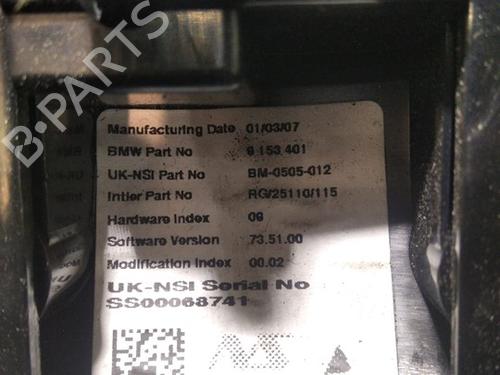 B-PARTS
Manufacturing Date 01/03/07
BMW Part No 9 153 401
UK-NSI Part No BM-0505-012
Intier Part No RG/25110/115
Hardware Index 09
Software Version 73.51.00
Modification Index 00.02
UK-NSI Serial No
SS00068741